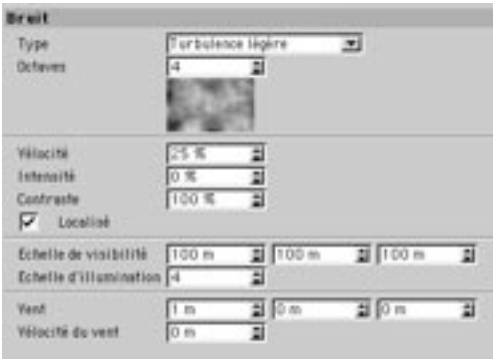 Bruit
Type Turbulence légère
Octaves 4
Vélocité 25 %
Intensité 0 %
Contraste 100 %
Localisé
Echelle de visibilité 100 m 100 m 100 m
Echelle d'illumination 4
Vent 1 m 0 m 0 m
Vélocité du vent 0 m